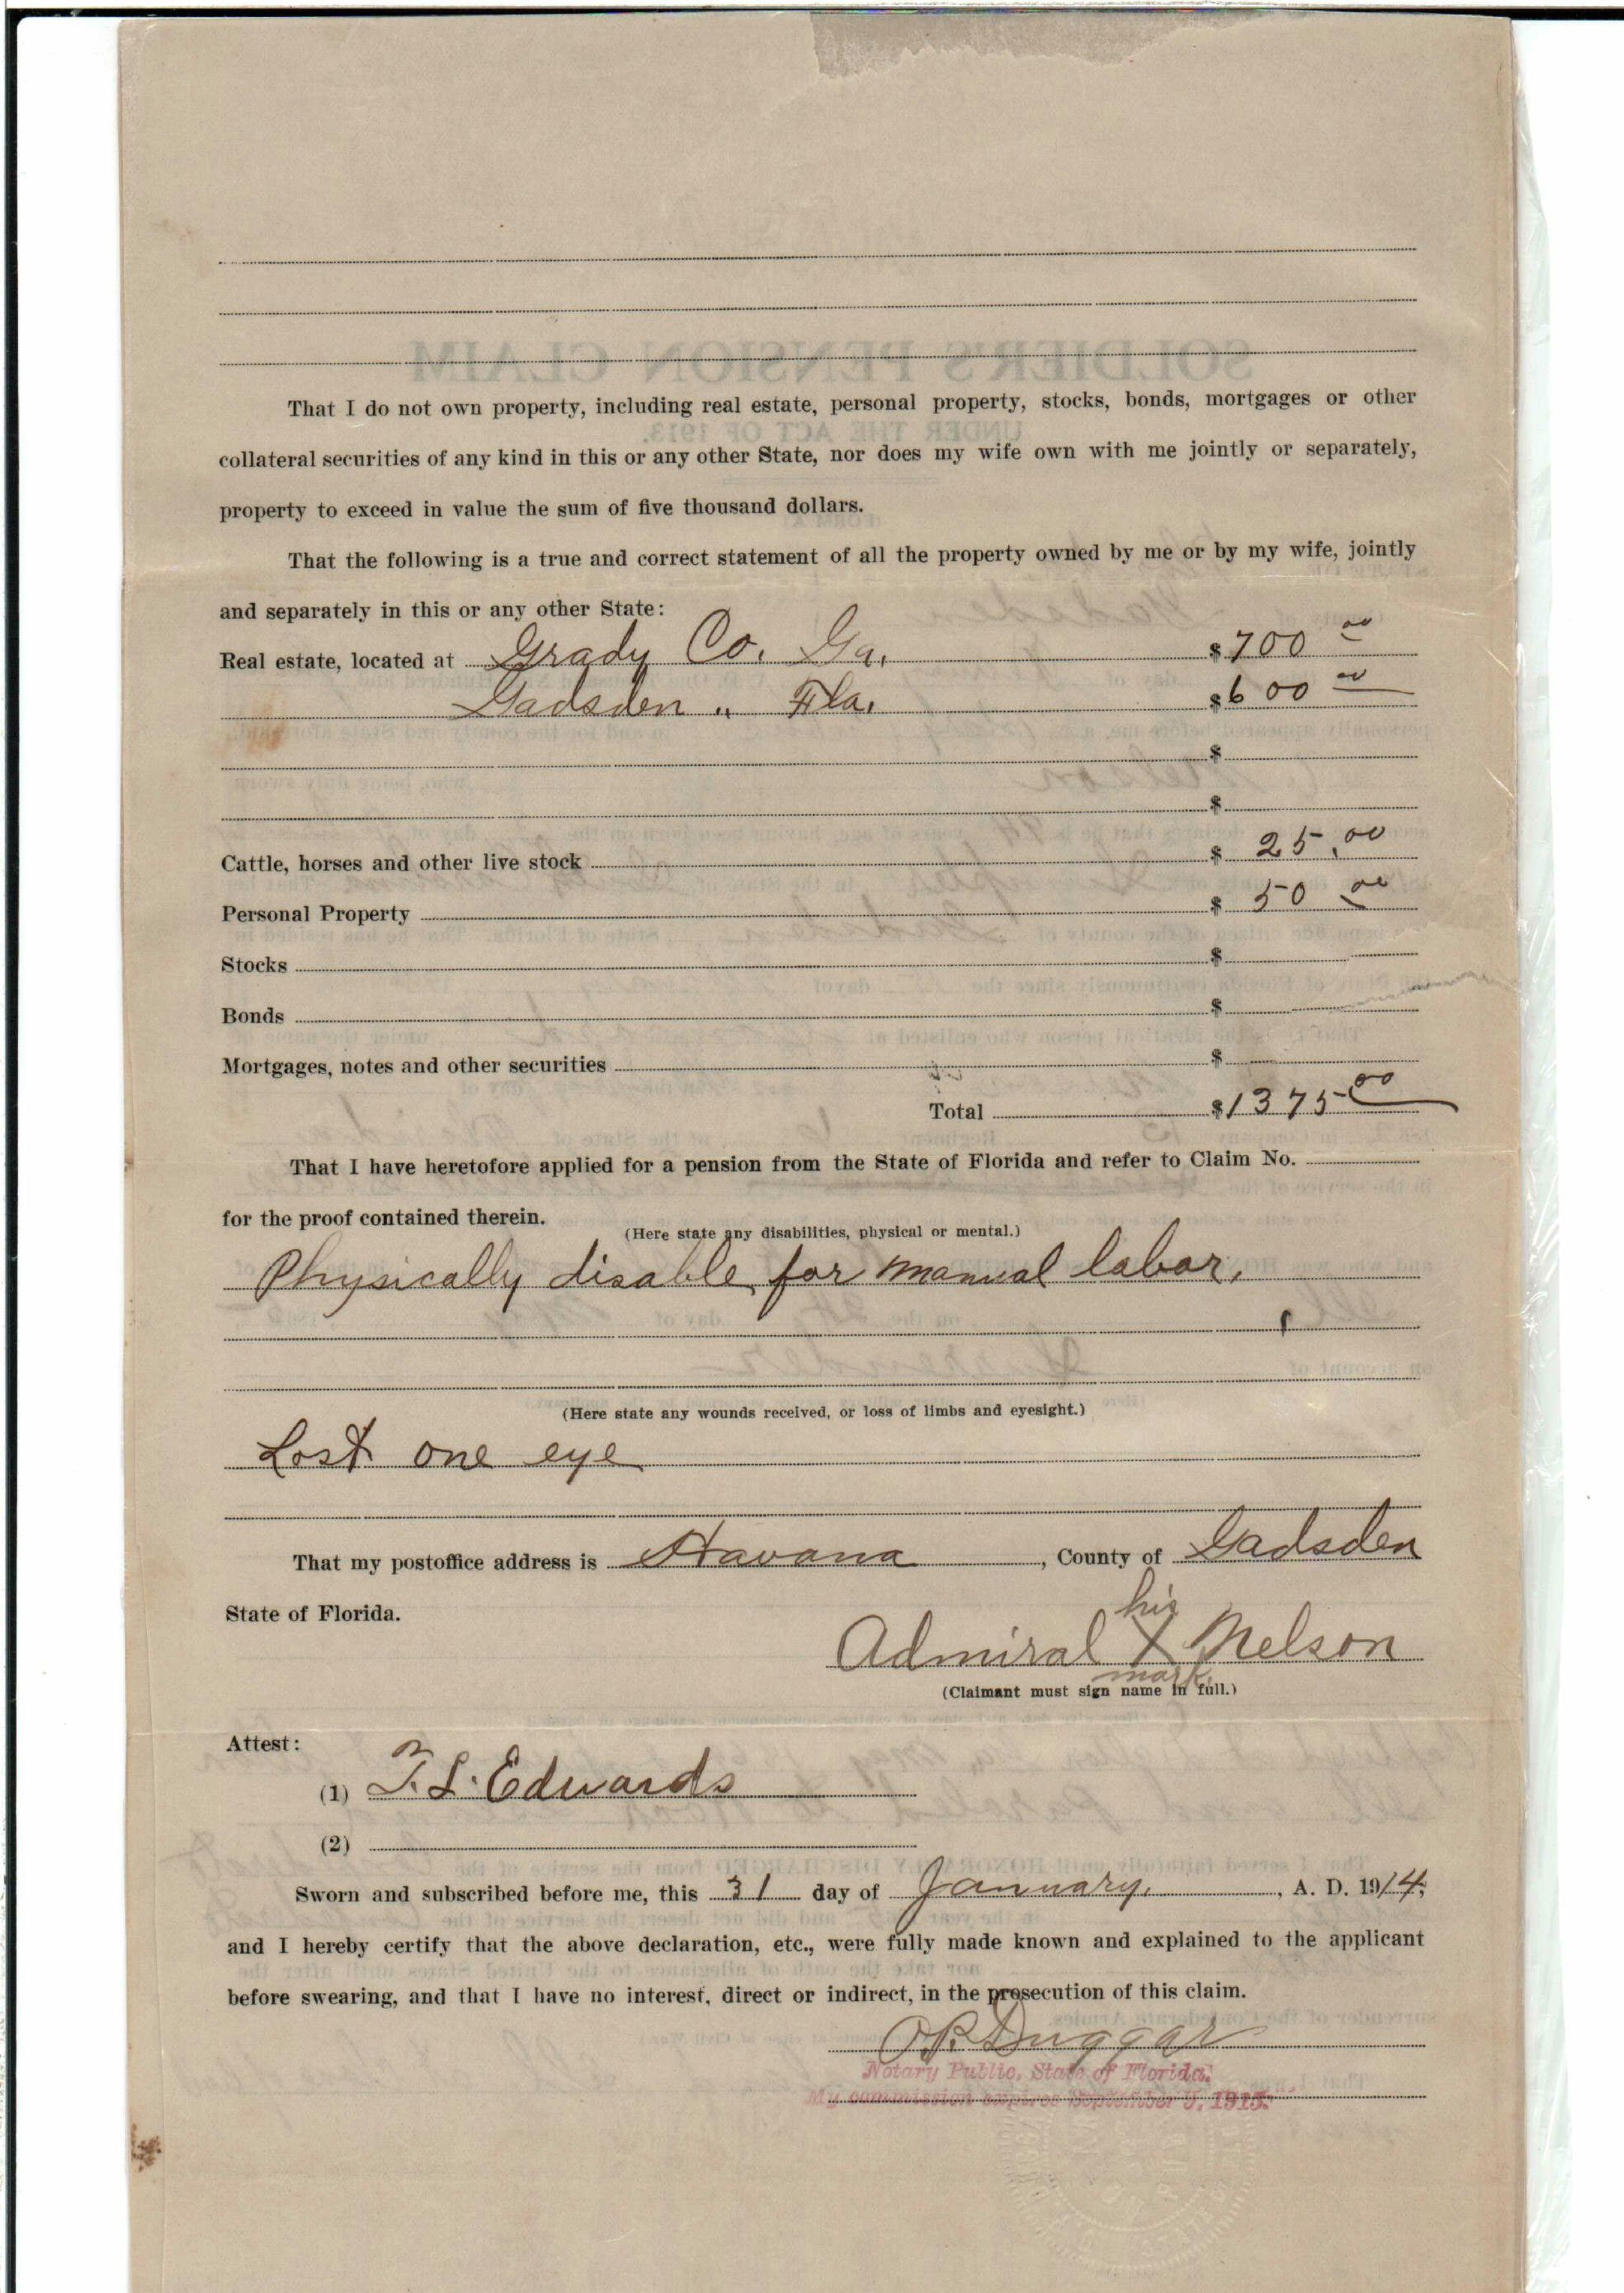 That I do not own property, including real estate, personal property, stocks, bonds, mortgages or other
collateral securities of any kind in this or any other State, nor does my wife own with me jointly or separately,
property to exceed in value the sum of five thousand dollars.
That the following is a true and correct statement of all the property owned by me or by my wife, jointly
and separately in this or any other State:
Real estate, located at Grady Co. Ga. $ 700 00
Gadsden " Fla. $ 600 00
$
$
Cattle, horses and other live stock $ 25.00
Personal Property $ 50 00
Stocks $
Bonds $
Mortgages, notes and other securities $
Total $ 1375 00
That I have heretofore applied for a pension from the State of Florida and refer to Claim No.
for the proof contained therein.
(Here state any disabilities, physical or mental.)
Physically disable for manual labor.
(Here state any wounds received, or loss of limbs and eyesight.)
Lost one eye
That my postoffice address is Havana, County of Gadsden
State of Florida.
his
Admiral X Nelson
mark
(Claimant must sign name in full.)
Attest:
(1) T. L. Edwards
(2)
Sworn and subscribed before me, this 31 day of January, A. D. 1914;
and I hereby certify that the above declaration, etc., were fully made known and explained to the applicant
before swearing, and that I have no interest, direct or indirect, in the prosecution of this claim.
O.P. Duggar
Notary Public, State of Florida.
My commission expires September 5, 1915.